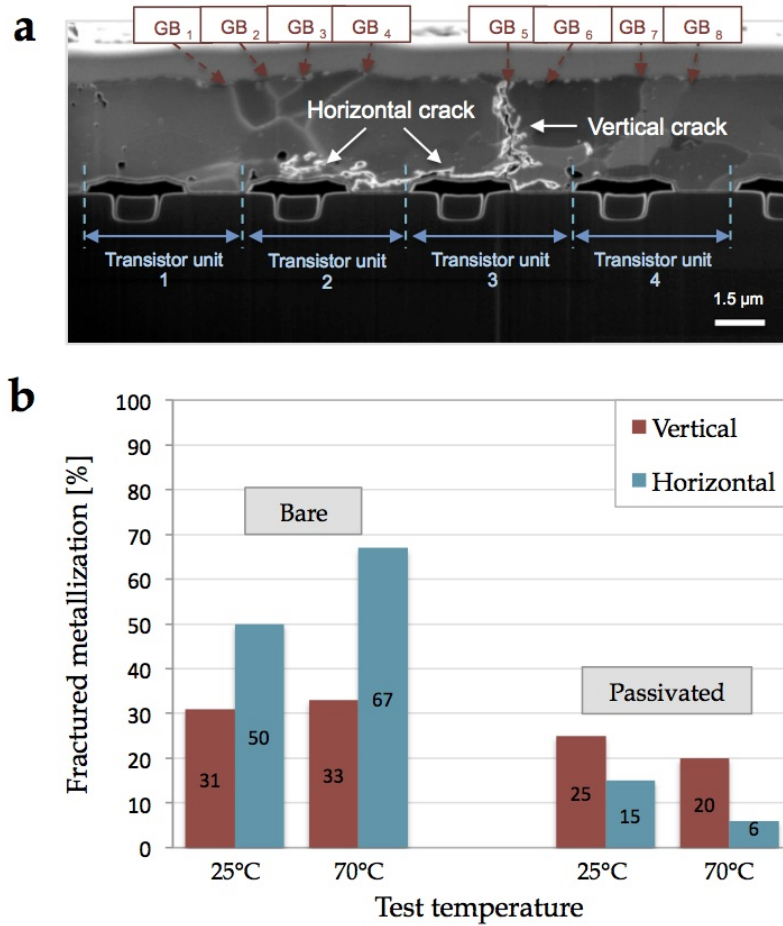 a
GB 1 GB 2 GB 3 GB 4 GB 5 GB 6 GB 7 GB 8
Horizontal crack
Vertical crack
Transistor unit 1
Transistor unit 2
Transistor unit 3
Transistor unit 4
1.5 µm
b
Fractured metallization [%]
100
90
80
70
60
50
40
30
20
10
0
Vertical
Horizontal
Bare
Passivated
31
50
33
67
25
15
20
6
25°C
70°C
25°C
70°C
Test temperature